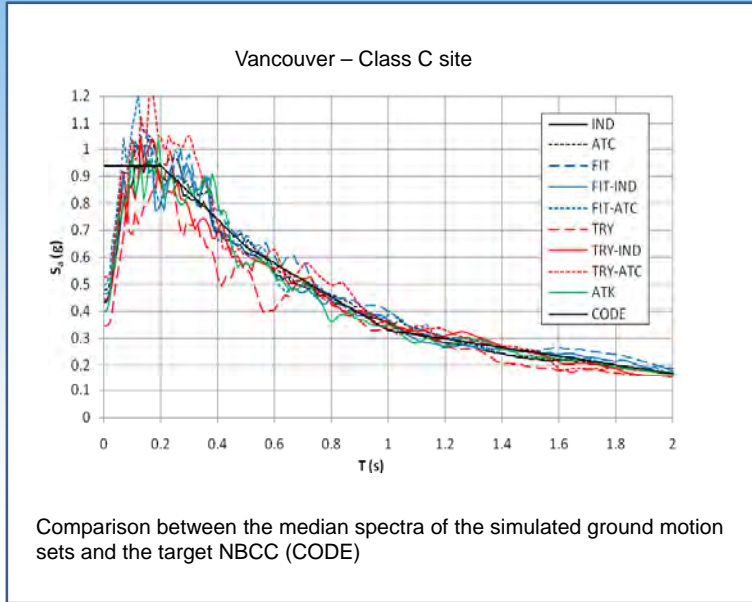 Vancouver – Class C site
1.2
1.1
1
0.9
0.8
0.7
0.6
0.5
0.4
0.3
0.2
0.1
0
Sa (g)
0
0.2
0.4
0.6
0.8
1
1.2
1.4
1.6
1.8
2
T (s)
IND
ATC
FIT
FIT-IND
FIT-ATC
TRY
TRY-IND
TRY-ATC
ATK
CODE
Comparison between the median spectra of the simulated ground motion
sets and the target NBCC (CODE)